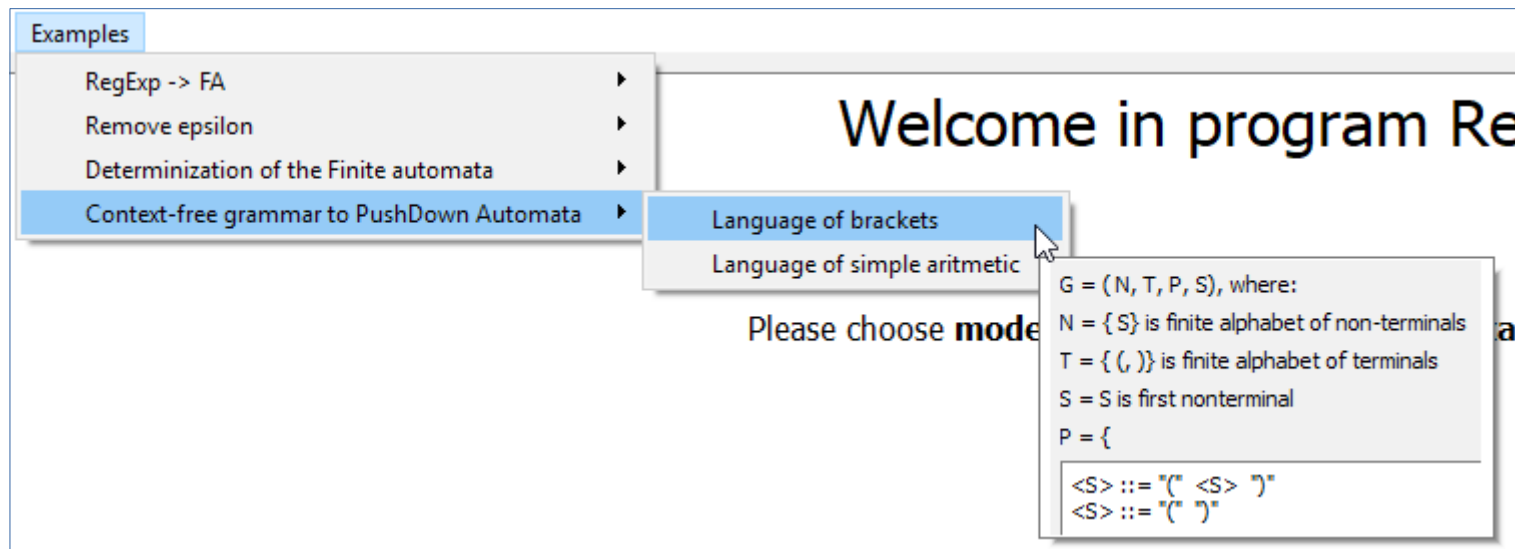 Examples
RegExp -> FA
Remove epsilon
Determinization of the Finite automata
Context-free grammar to PushDown Automata
Language of brackets
Language of simple aritmetic
Welcome in program Re
Please choose mode
G = ( N, T, P, S), where:
N = { S} is finite alphabet of non-terminals
T = { (, )} is finite alphabet of terminals
S = S is first nonterminal
P = {
<S> ::= "(" <S> ")"
<S> ::= "(" ")"